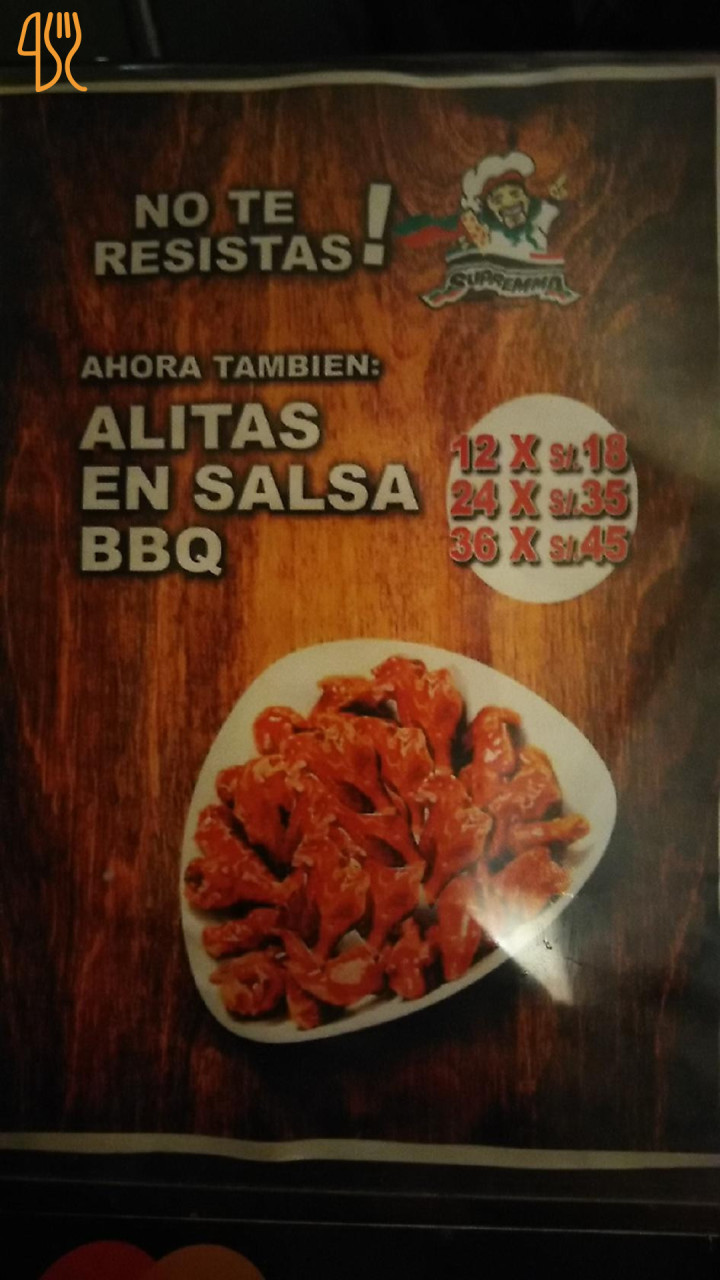 NO TE
RESISTAS!
SUPREMMA
AHORA TAMBIEN:
ALITAS
EN SALSA
BBQ
12 X S/.18
24 X S/.35
36 X S/.45